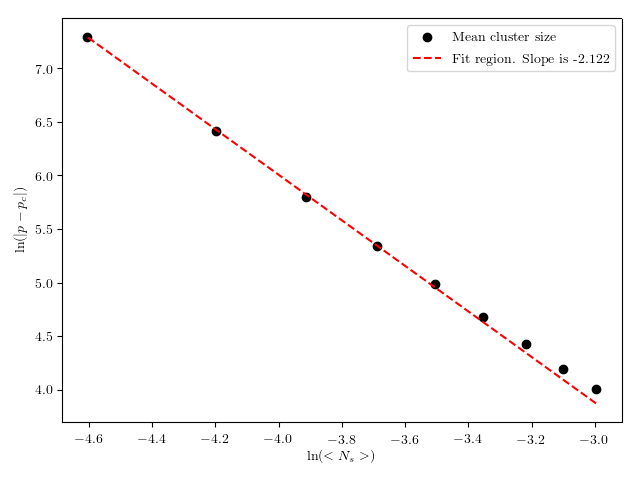 Mean cluster size
Fit region. Slope is -2.122
ln(|p − p_c|)
7.0
6.5
6.0
5.5
5.0
4.5
4.0
−4.6 −4.4 −4.2 −4.0 −3.8 −3.6 −3.4 −3.2 −3.0
ln(< N_s >)